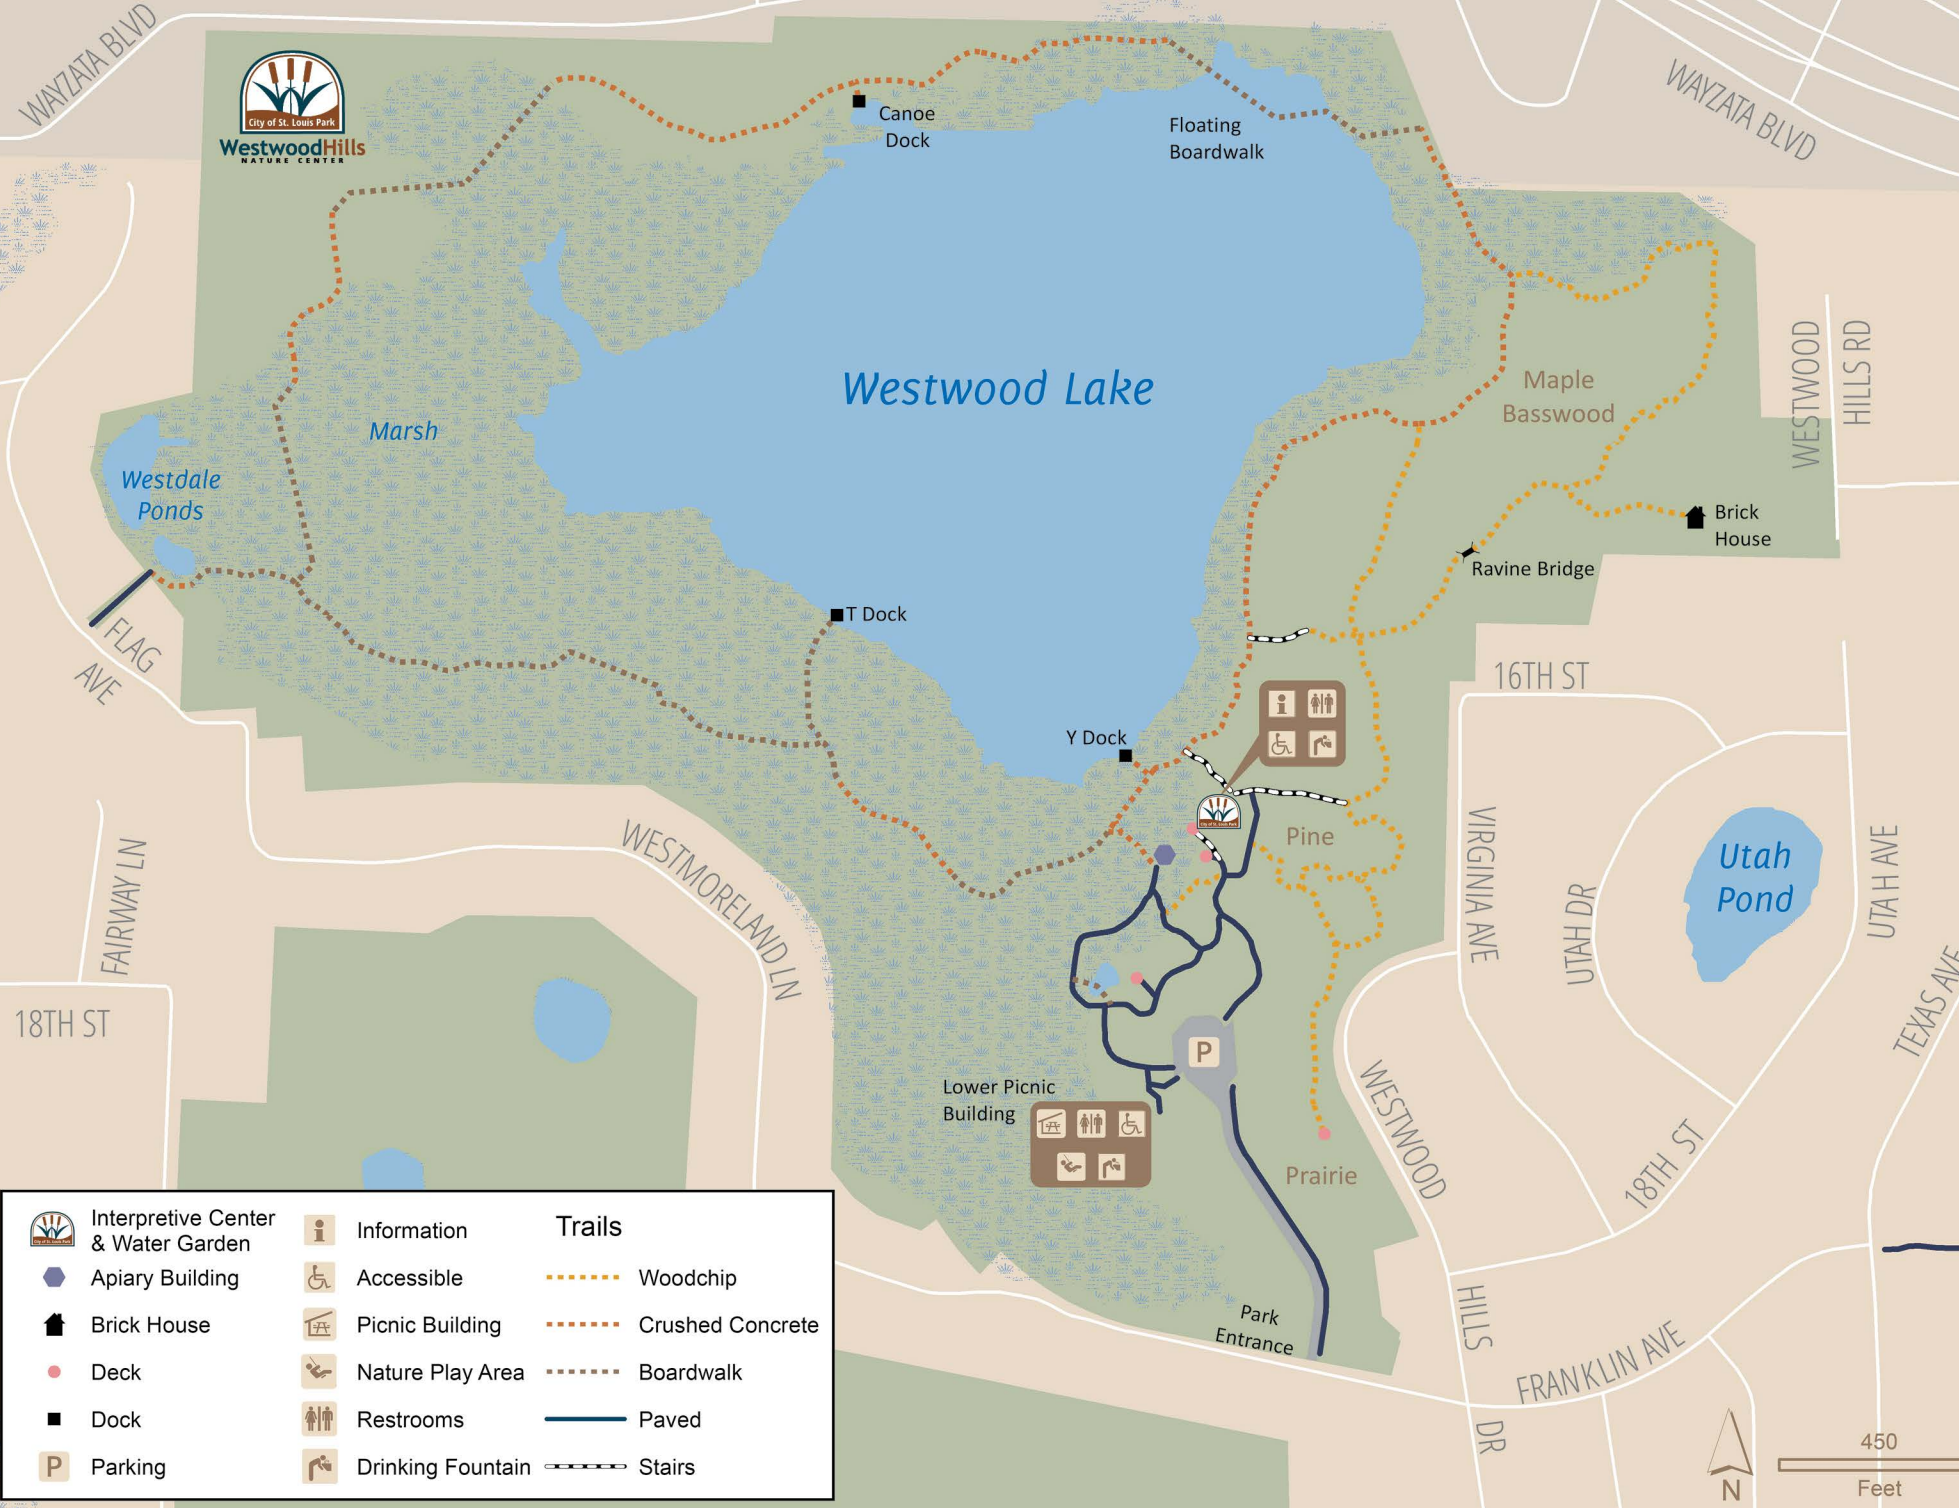 WAYZATA BLVD
City of St. Louis Park
WestwoodHills
NATURE CENTER
Canoe
Dock
Floating
Boardwalk
WAYZATA BLVD
Westwood Lake
Maple
Basswood
WESTWOOD
HILLS RD
Marsh
Westdale
Ponds
Brick
House
Ravine Bridge
T Dock
FLAG
AVE
16TH ST
Y Dock
City of St. Louis Park
Pine
VIRGINIA AVE
UTAH DR
Utah
Pond
UTAH AVE
TEXAS AVE
FAIRWAY LN
WESTMORELAND LN
18TH ST
P
Lower Picnic
Building
Prairie
WESTWOOD
HILLS
DR
18TH ST
Park
Entrance
FRANKLIN AVE
Interpretive Center
& Water Garden
Apiary Building
Brick House
Deck
Dock
P
Parking
Information
Accessible
Picnic Building
Nature Play Area
Restrooms
Drinking Fountain
Trails
Woodchip
Crushed Concrete
Boardwalk
Paved
Stairs
N
450
Feet